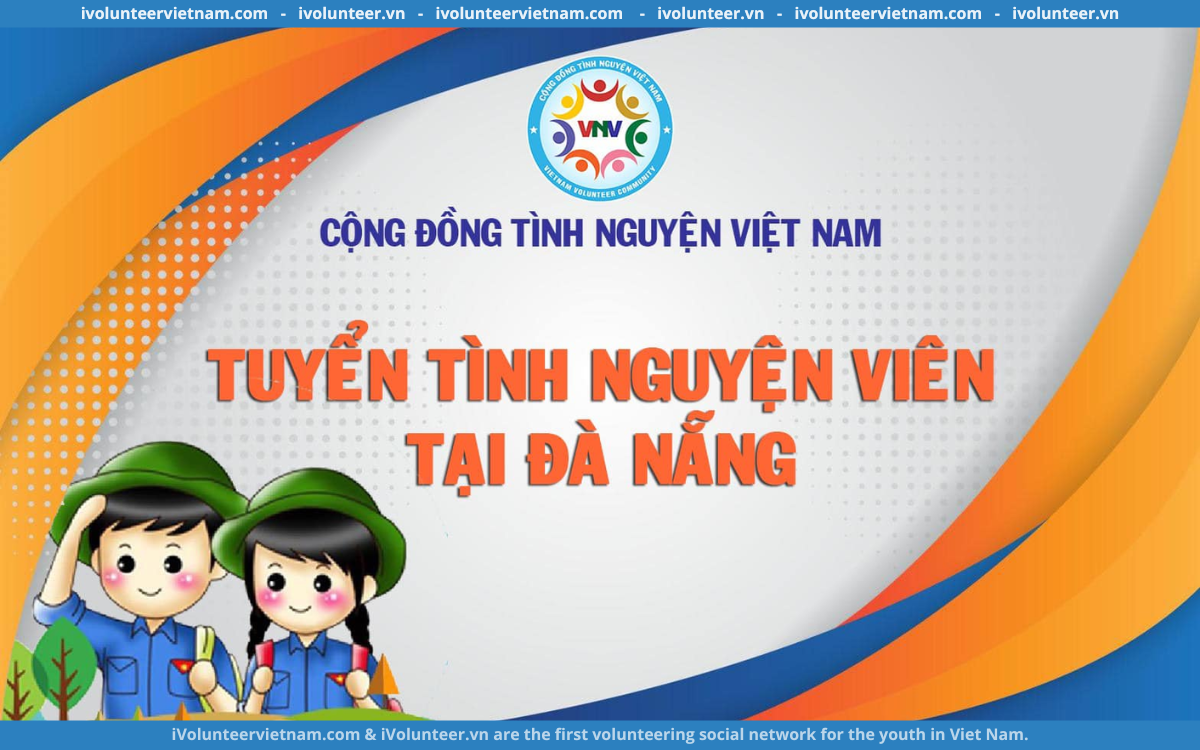 ivolunteervietnam.com - ivolunteer.vn - ivolunteervietnam.com - ivolunteer.vn - ivolunteervietnam.com - ivolunteer.vn
CỘNG ĐỒNG TÌNH NGUYỆN VIỆT NAM
VNV
VIETNAM VOLUNTEER COMMUNITY
CỘNG ĐỒNG TÌNH NGUYỆN VIỆT NAM
TUYỂN TÌNH NGUYỆN VIÊN
TẠI ĐÀ NẴNG
iVolunteervietnam.com & iVolunteer.vn are the first volunteering social network for the youth in Viet Nam.